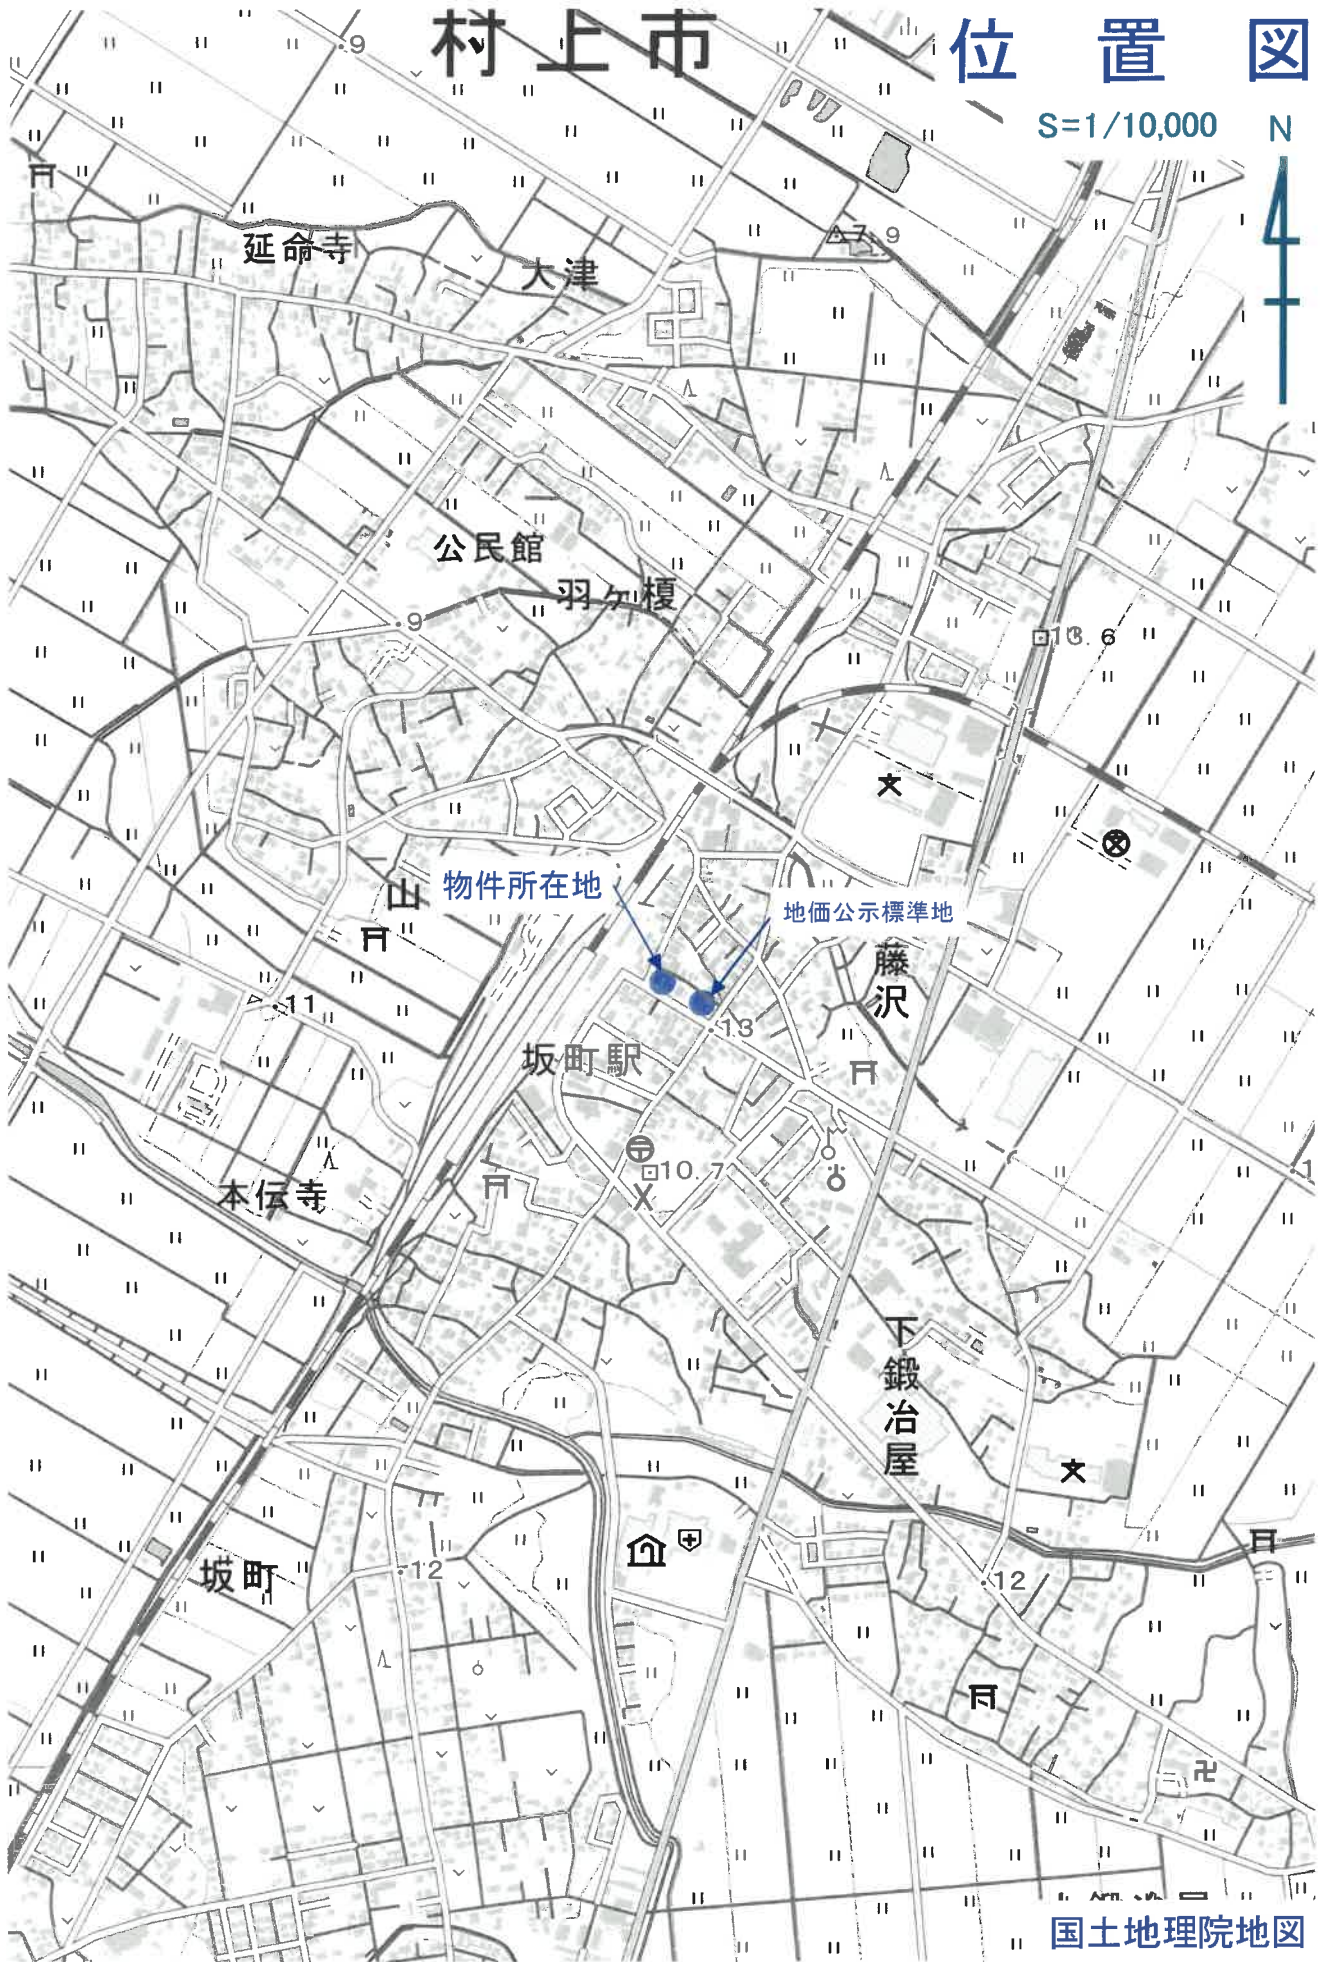 村上市
位置図
S=1/10,000
N
9
7.9
延命寺
大津
公民館
羽ヶ榎
9
6
物件所在地
地価公示標準地
山
藤沢
11
13
坂町駅
10.7
本伝寺
下鍛冶屋
坂町
12
12
国土地理院地図